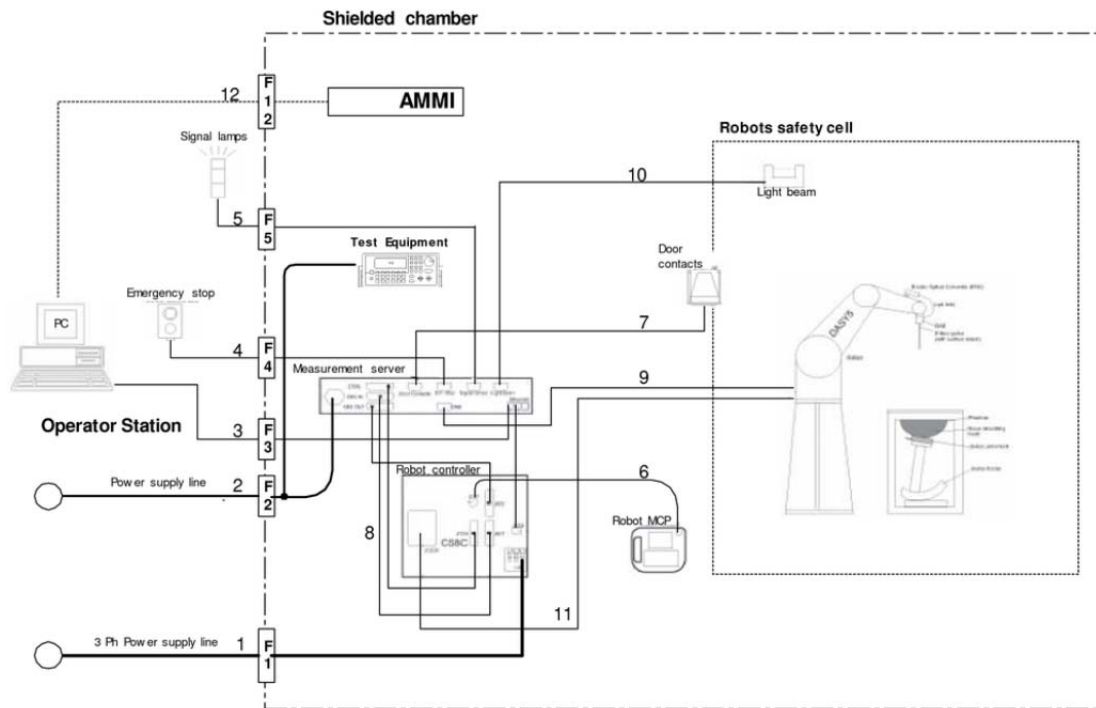 Shielded chamber
12
F
1
2
AMMI
Signal lamps
Robots safety cell
10
Light beam
5
F
5
Test Equipment
Door
contacts
Emergency stop
PC
DASY5
7
4
F
4
Measurement server
9
Operator Station
3
F
3
Robot controller
Power supply line
2
F
2
6
8
CS8C
Robot MCP
11
3 Ph Power supply line
1
F
1